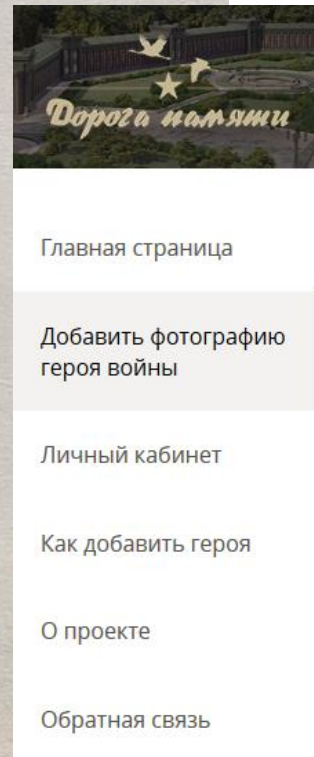 Дорога памяти
Главная страница
Добавить фотографию
героя войны
Личный кабинет
Как добавить героя
О проекте
Обратная связь